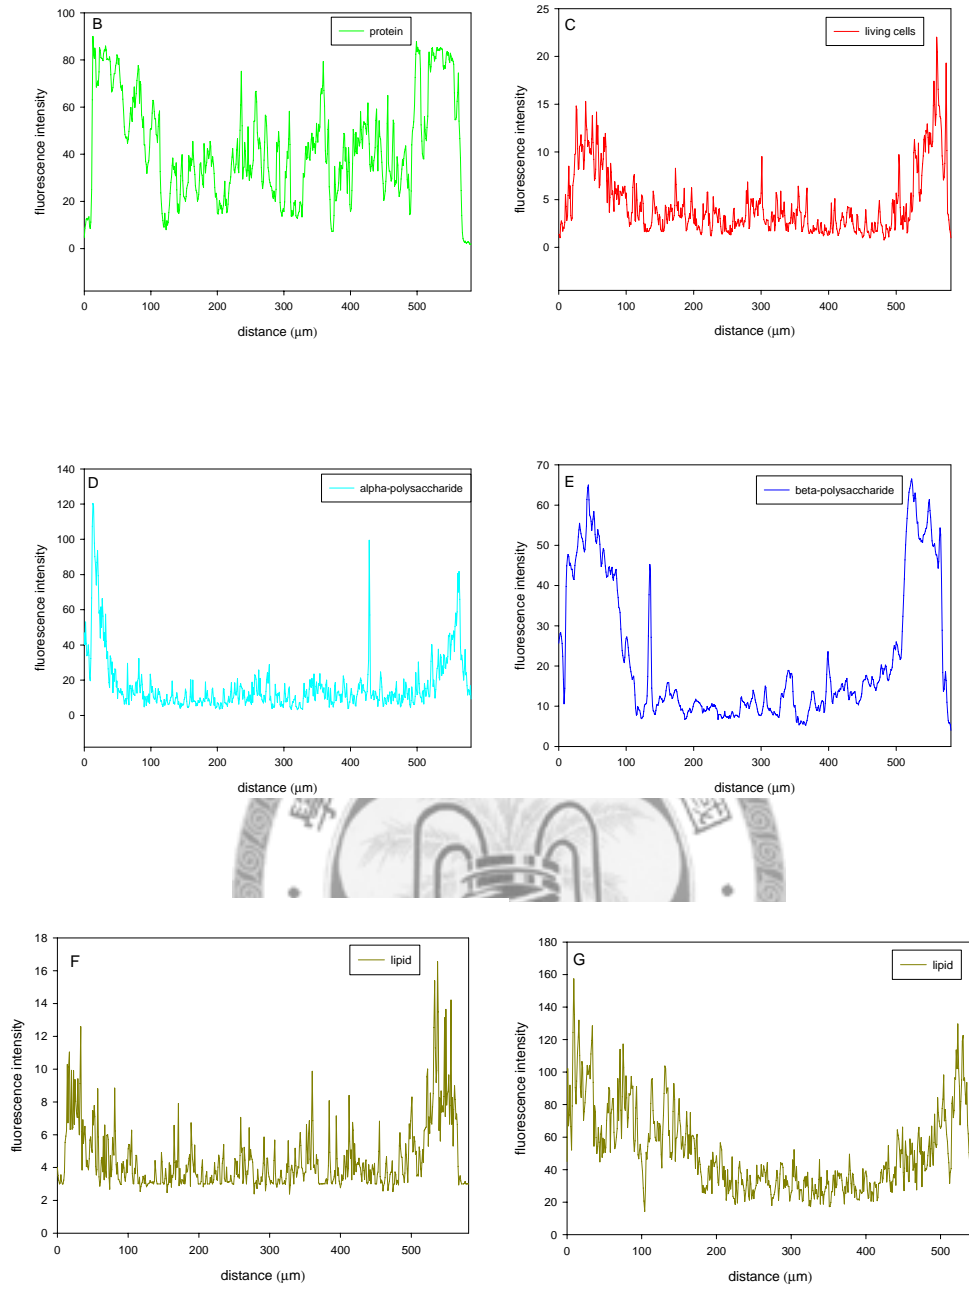 B
protein
100
80
60
40
20
0
fluorescence intensity
0 100 200 300 400 500
distance (μm)
C
living cells
25
20
15
10
5
0
fluorescence intensity
0 100 200 300 400 500
distance (μm)
D
alpha-polysaccharide
140
120
100
80
60
40
20
0
fluorescence intensity
0 100 200 300 400 500
distance (μm)
E
beta-polysaccharide
70
60
50
40
30
20
10
0
fluorescence intensity
0 100 200 300 400 500
distance (μm)
F
lipid
18
16
14
12
10
8
6
4
2
0
fluorescence intensity
0 100 200 300 400 500
distance (μm)
G
lipid
180
160
140
120
100
80
60
40
20
0
fluorescence intensity
0 100 200 300 400 500
distance (μm)